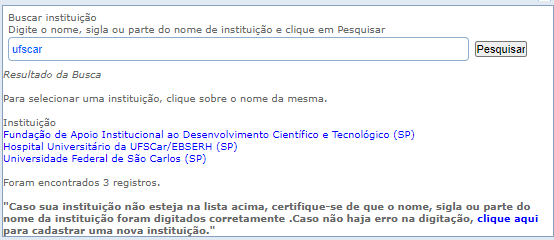 Buscar instituição
Digite o nome, sigla ou parte do nome de instituição e clique em Pesquisar
ufscar
Pesquisar
Resultado da Busca
Para selecionar uma instituição, clique sobre o nome da mesma.
Instituição
Fundação de Apoio Institucional ao Desenvolvimento Científico e Tecnológico (SP)
Hospital Universitário da UFSCar/EBSERH (SP)
Universidade Federal de São Carlos (SP)
Foram encontrados 3 registros.
"Caso sua instituição não esteja na lista acima, certifique-se de que o nome, sigla ou parte do
nome da instituição foram digitados corretamente .Caso não haja erro na digitação, clique aqui
para cadastrar uma nova instituição."